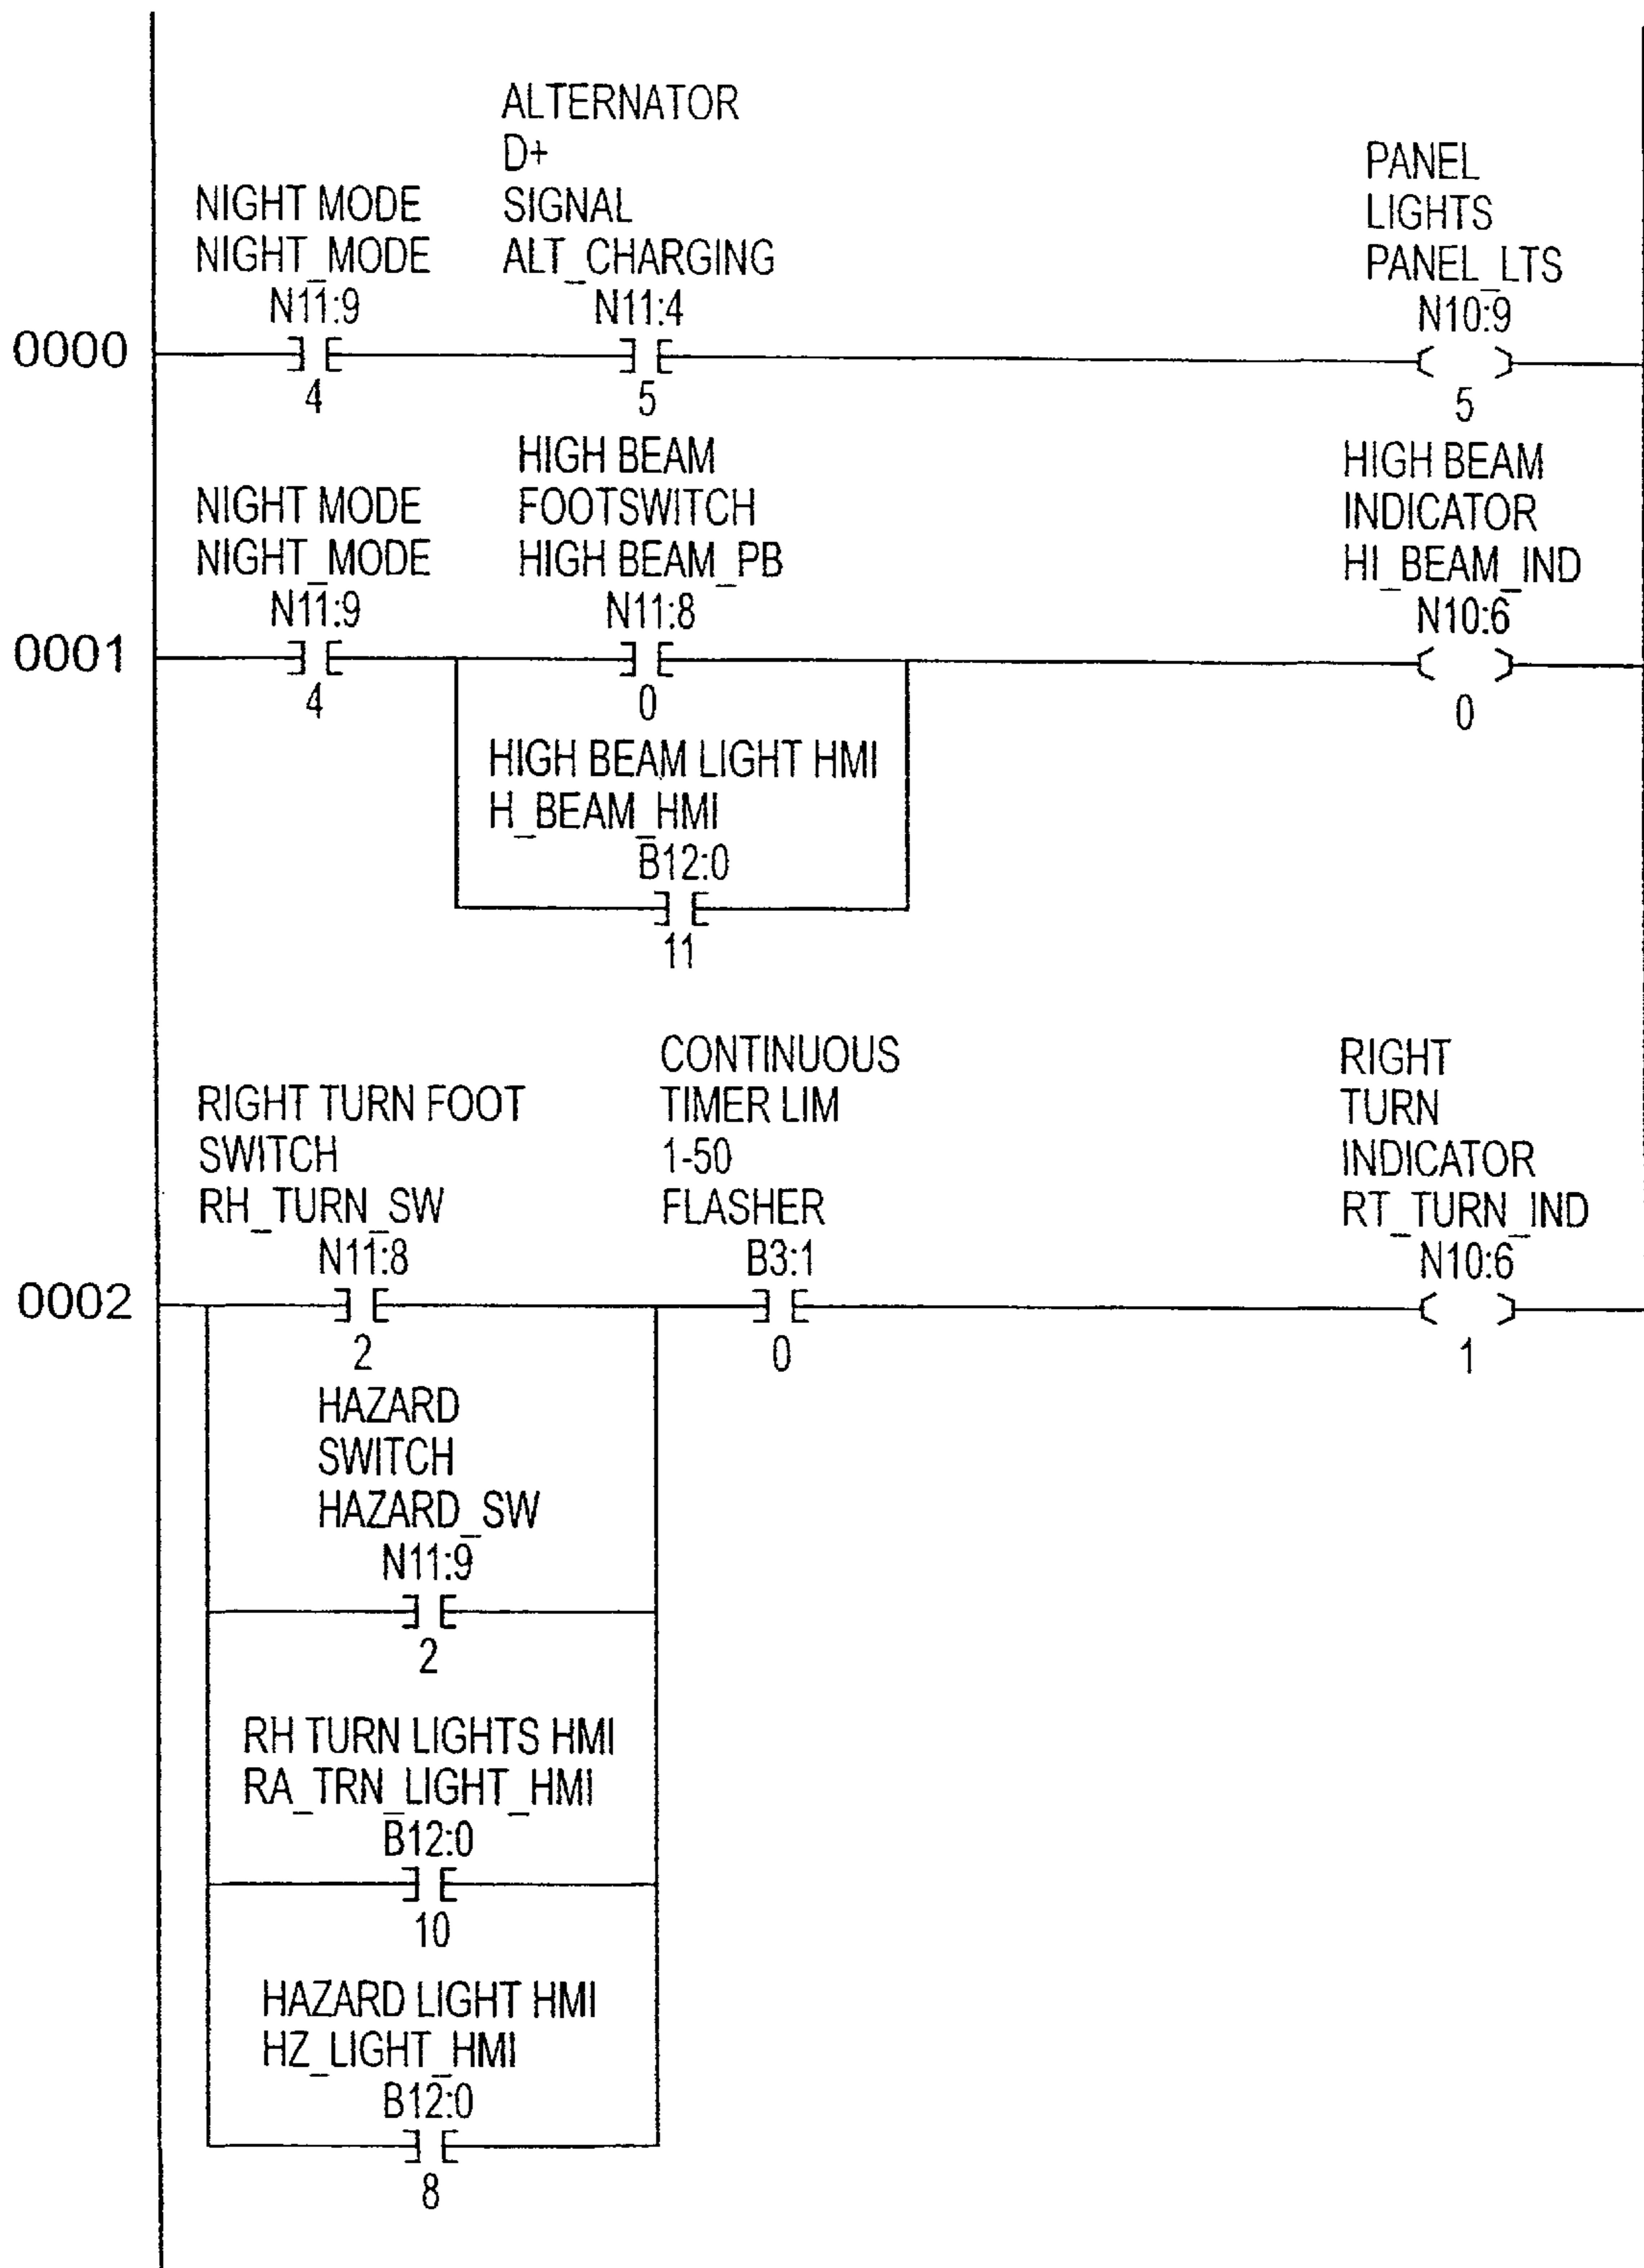 ALTERNATOR
D+
SIGNAL
ALT_CHARGING
N11:4
NIGHT MODE
NIGHT_MODE
N11:9
PANEL
LIGHTS
PANEL_LTS
N10:9
0000
4
5
5
NIGHT MODE
NIGHT_MODE
N11:9
HIGH BEAM
FOOTSWITCH
HIGH BEAM_PB
N11:8
HIGH BEAM
INDICATOR
HI_BEAM_IND
N10:6
0001
4
0
0
HIGH BEAM LIGHT HMI
H_BEAM_HMI
B12:0
11
RIGHT TURN FOOT
SWITCH
RH_TURN_SW
N11:8
CONTINUOUS
TIMER LIM
1-50
FLASHER
B3:1
RIGHT
TURN
INDICATOR
RT_TURN_IND
N10:6
0002
2
0
1
HAZARD
SWITCH
HAZARD_SW
N11:9
2
RH TURN LIGHTS HMI
RA_TRN_LIGHT_HMI
B12:0
10
HAZARD LIGHT HMI
HZ_LIGHT_HMI
B12:0
8